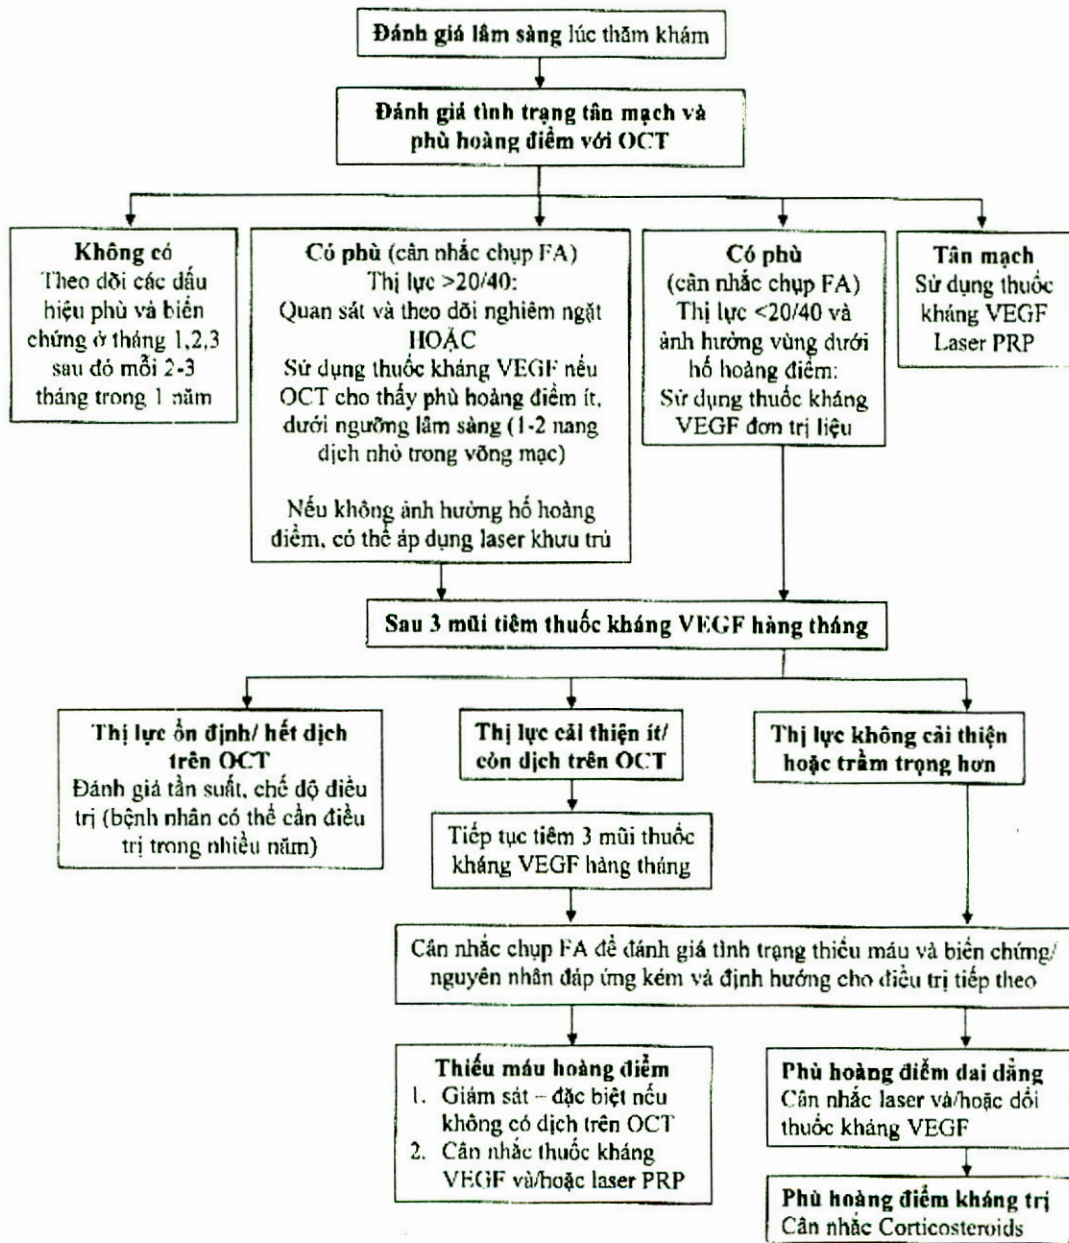 Đánh giá lâm sàng lúc thăm khám
Đánh giá tình trạng tân mạch và
phù hoàng điểm với OCT
Không có
Theo dõi các dấu
hiệu phù và biến
chứng ở tháng 1,2,3
sau đó mỗi 2-3
tháng trong 1 năm
Có phù (cân nhắc chụp FA)
Thị lực >20/40:
Quan sát và theo dõi nghiêm ngặt
HOẶC
Sử dụng thuốc kháng VEGF nếu
OCT cho thấy phù hoàng điểm ít,
dưới ngưỡng lâm sàng (1-2 nang
dịch nhỏ trong võng mạc)
Nếu không ảnh hưởng hố hoàng
điểm, có thể áp dụng laser khưu trú
Có phù
(cân nhắc chụp FA)
Thị lực <20/40 và
ảnh hưởng vùng dưới
hố hoàng điểm:
Sử dụng thuốc kháng
VEGF đơn trị liệu
Tân mạch
Sử dụng thuốc
kháng VEGF
Laser PRP
Sau 3 mũi tiêm thuốc kháng VEGF hàng tháng
Thị lực ổn định/ hết dịch
trên OCT
Đánh giá tần suất, chế độ điều
trị (bệnh nhân có thể cần điều
trị trong nhiều năm)
Thị lực cải thiện ít/
còn dịch trên OCT
Thị lực không cải thiện
hoặc trầm trọng hơn
Tiếp tục tiêm 3 mũi thuốc
kháng VEGF hàng tháng
Cân nhắc chụp FA để đánh giá tình trạng thiếu máu và biến chứng/
nguyên nhân đáp ứng kém và định hướng cho điều trị tiếp theo
Thiếu máu hoàng điểm
1. Giám sát – đặc biệt nếu
không có dịch trên OCT
2. Cân nhắc thuốc kháng
VEGF và/hoặc laser PRP
Phù hoàng điểm dai dẳng
Cân nhắc laser và/hoặc đổi
thuốc kháng VEGF
Phù hoàng điểm kháng trị
Cân nhắc Corticosteroids